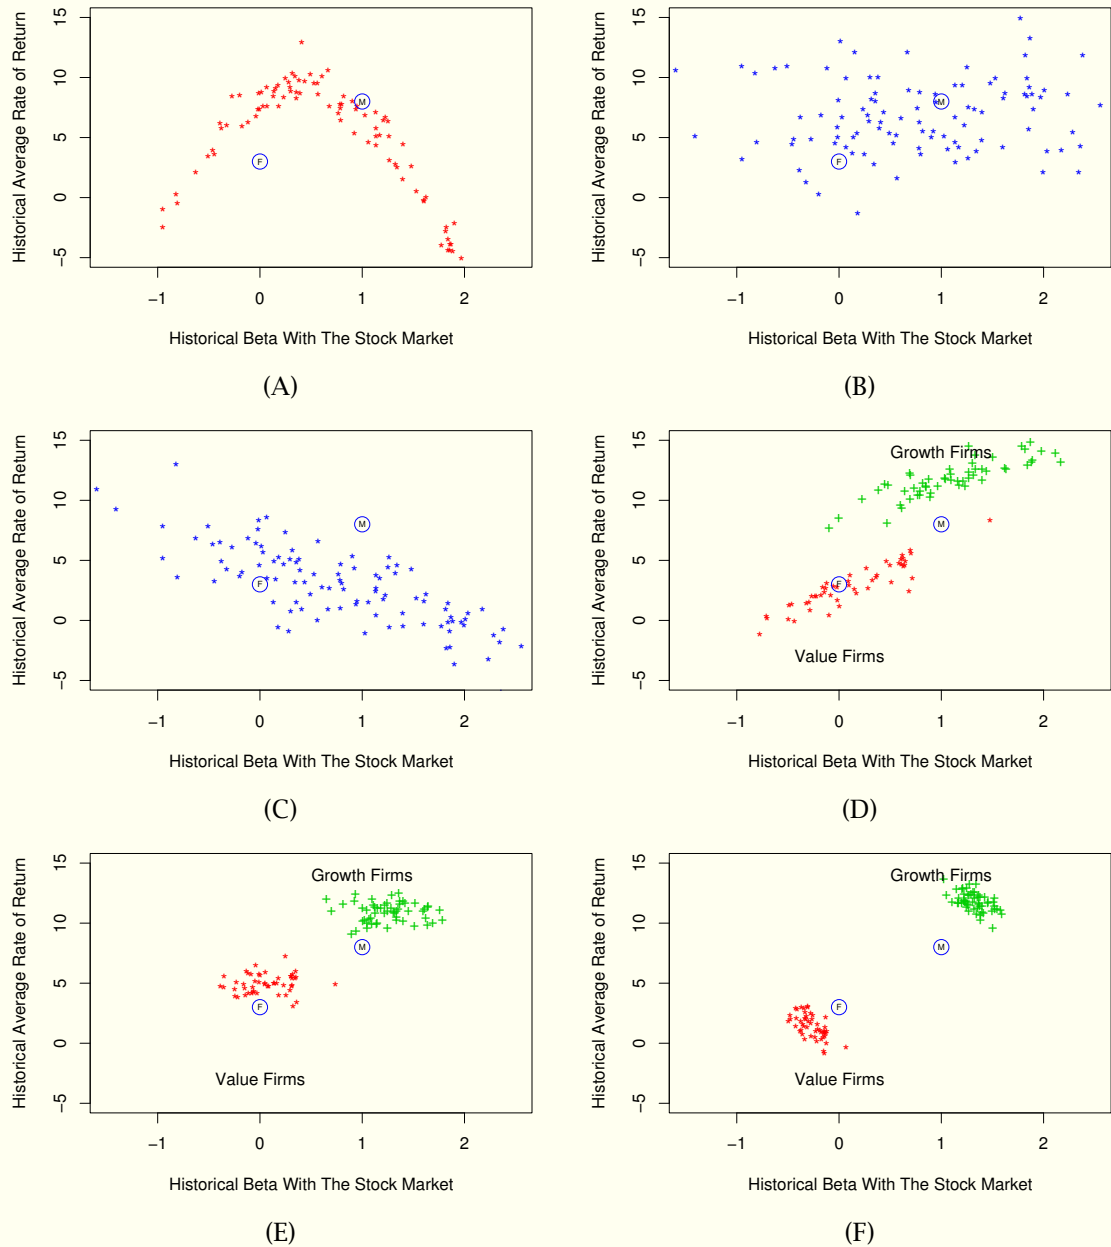 Historical Average Rate of Return
15
10
5
0
−5
F
M
−1
0
1
2
Historical Beta With The Stock Market
(A)
Historical Average Rate of Return
15
10
5
0
−5
F
M
−1
0
1
2
Historical Beta With The Stock Market
(B)
Historical Average Rate of Return
15
10
5
0
−5
F
M
−1
0
1
2
Historical Beta With The Stock Market
(C)
Historical Average Rate of Return
15
10
5
0
−5
Growth Firms
M
F
Value Firms
−1
0
1
2
Historical Beta With The Stock Market
(D)
Historical Average Rate of Return
15
10
5
0
−5
Growth Firms
M
F
Value Firms
−1
0
1
2
Historical Beta With The Stock Market
(E)
Historical Average Rate of Return
15
10
5
0
−5
Growth Firms
M
F
Value Firms
−1
0
1
2
Historical Beta With The Stock Market
(F)